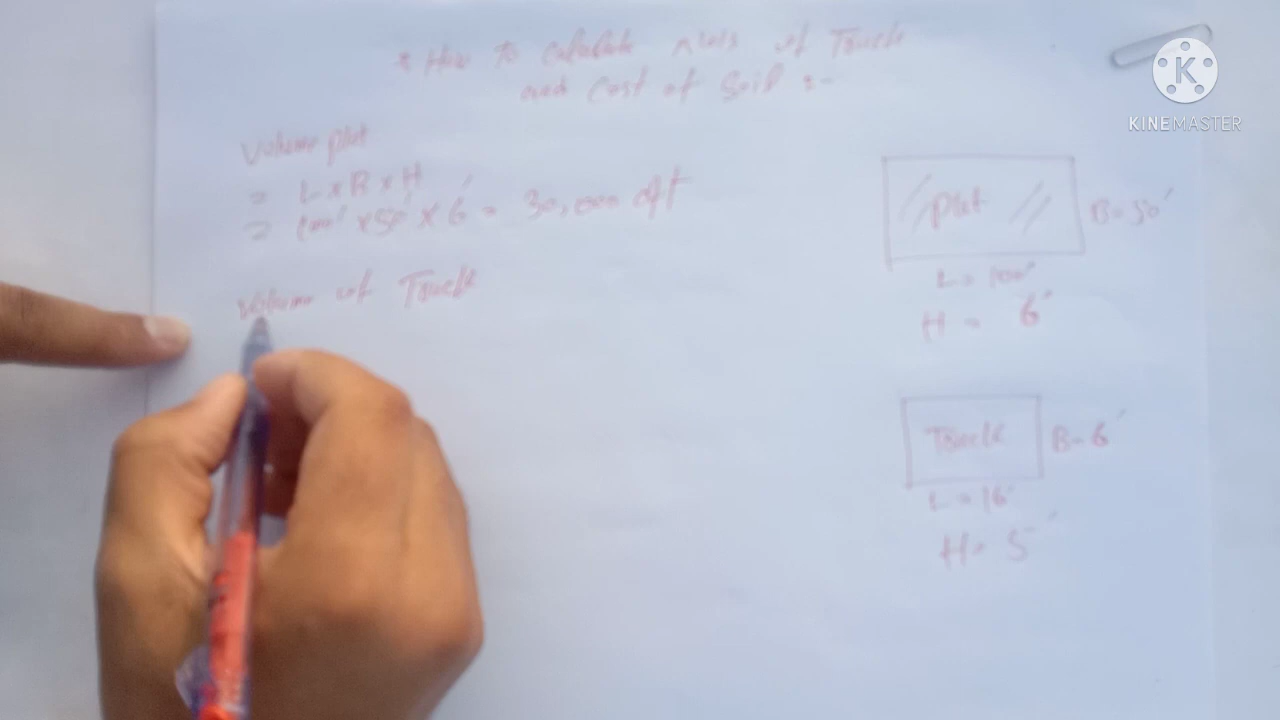 * How to calculate nos of Truck
and cost of Soil :-
Volume plot
= L x B x H
= 100' x 50' x 6' = 30,000 cft
Volume of Truck
Plot
B = 50'
L = 100'
H = 6'
Truck
B = 6'
L = 16'
H = 5'
K
KINEMASTER